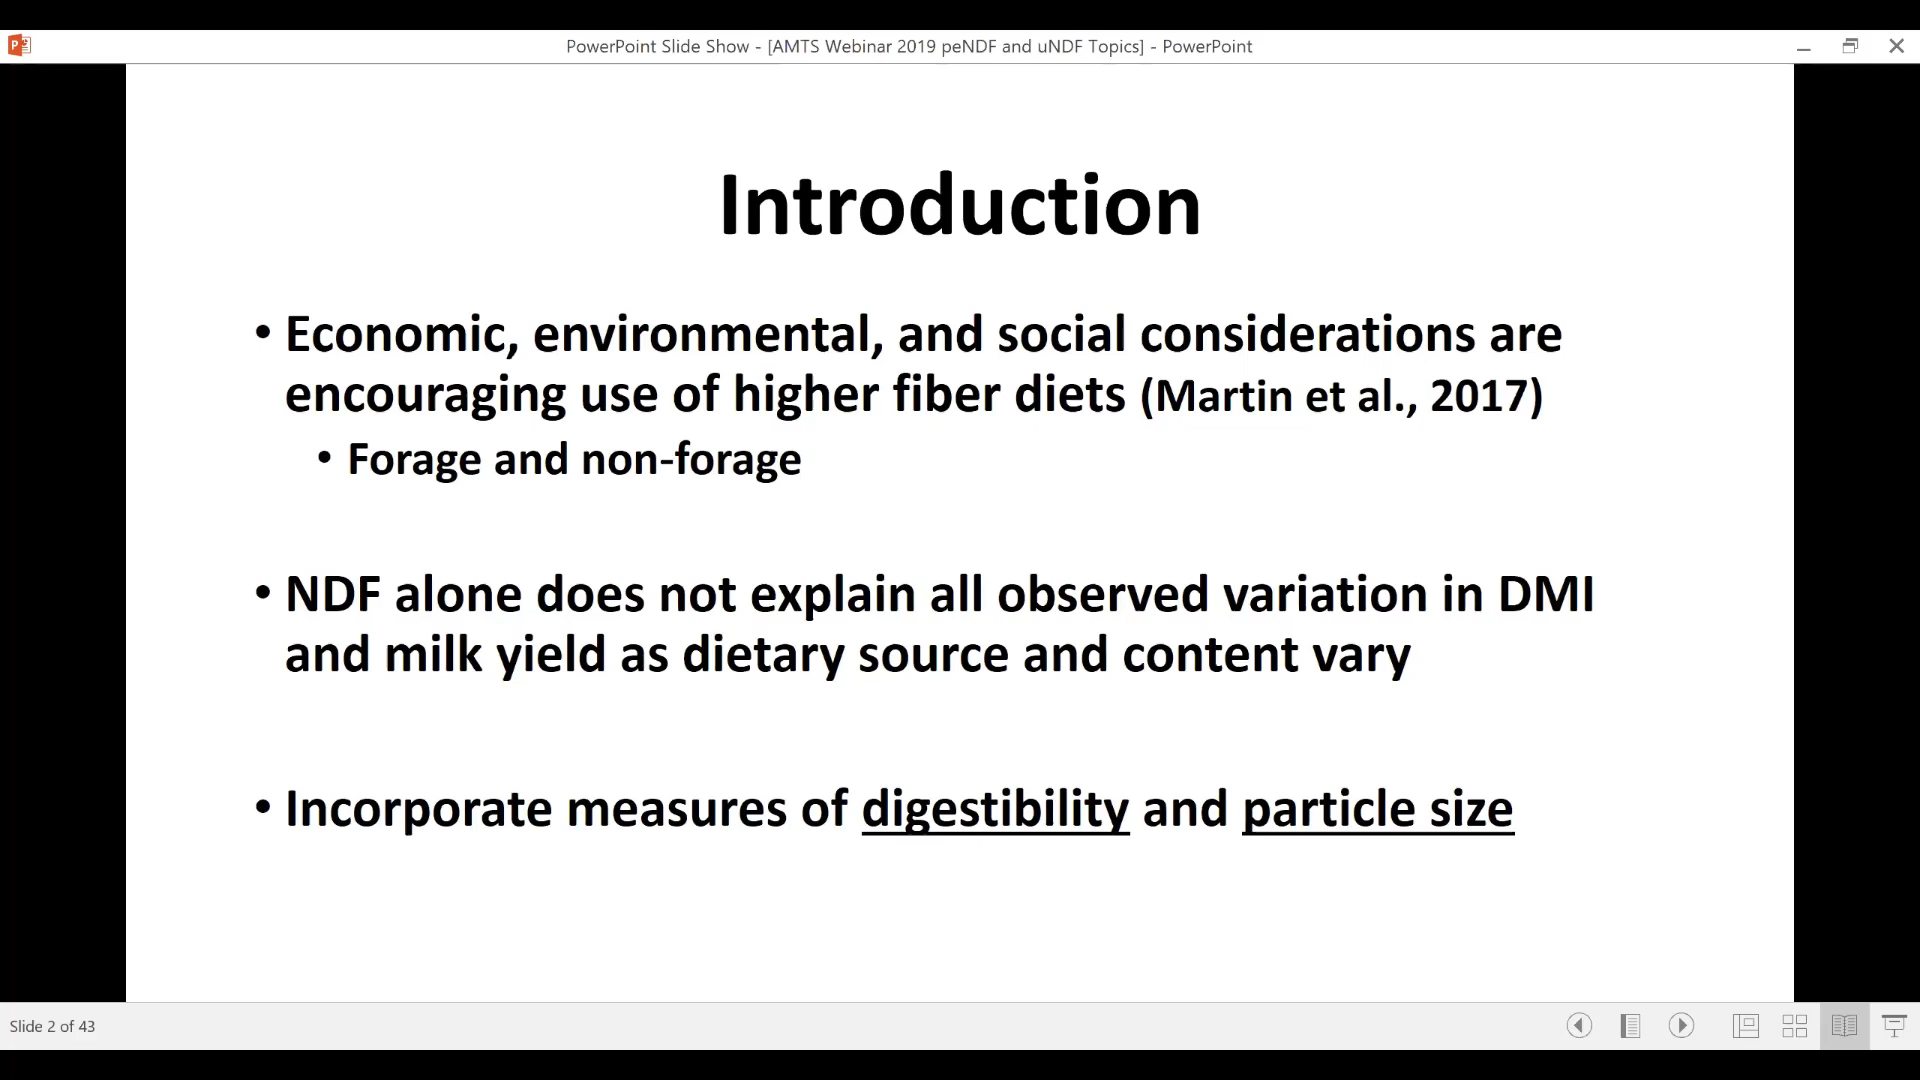 PowerPoint Slide Show - [AMTS Webinar 2019 peNDF and uNDF Topics] - PowerPoint
Introduction
• Economic, environmental, and social considerations are
encouraging use of higher fiber diets (Martin et al., 2017)
• Forage and non-forage
• NDF alone does not explain all observed variation in DMI
and milk yield as dietary source and content vary
• Incorporate measures of digestibility and particle size
Slide 2 of 43